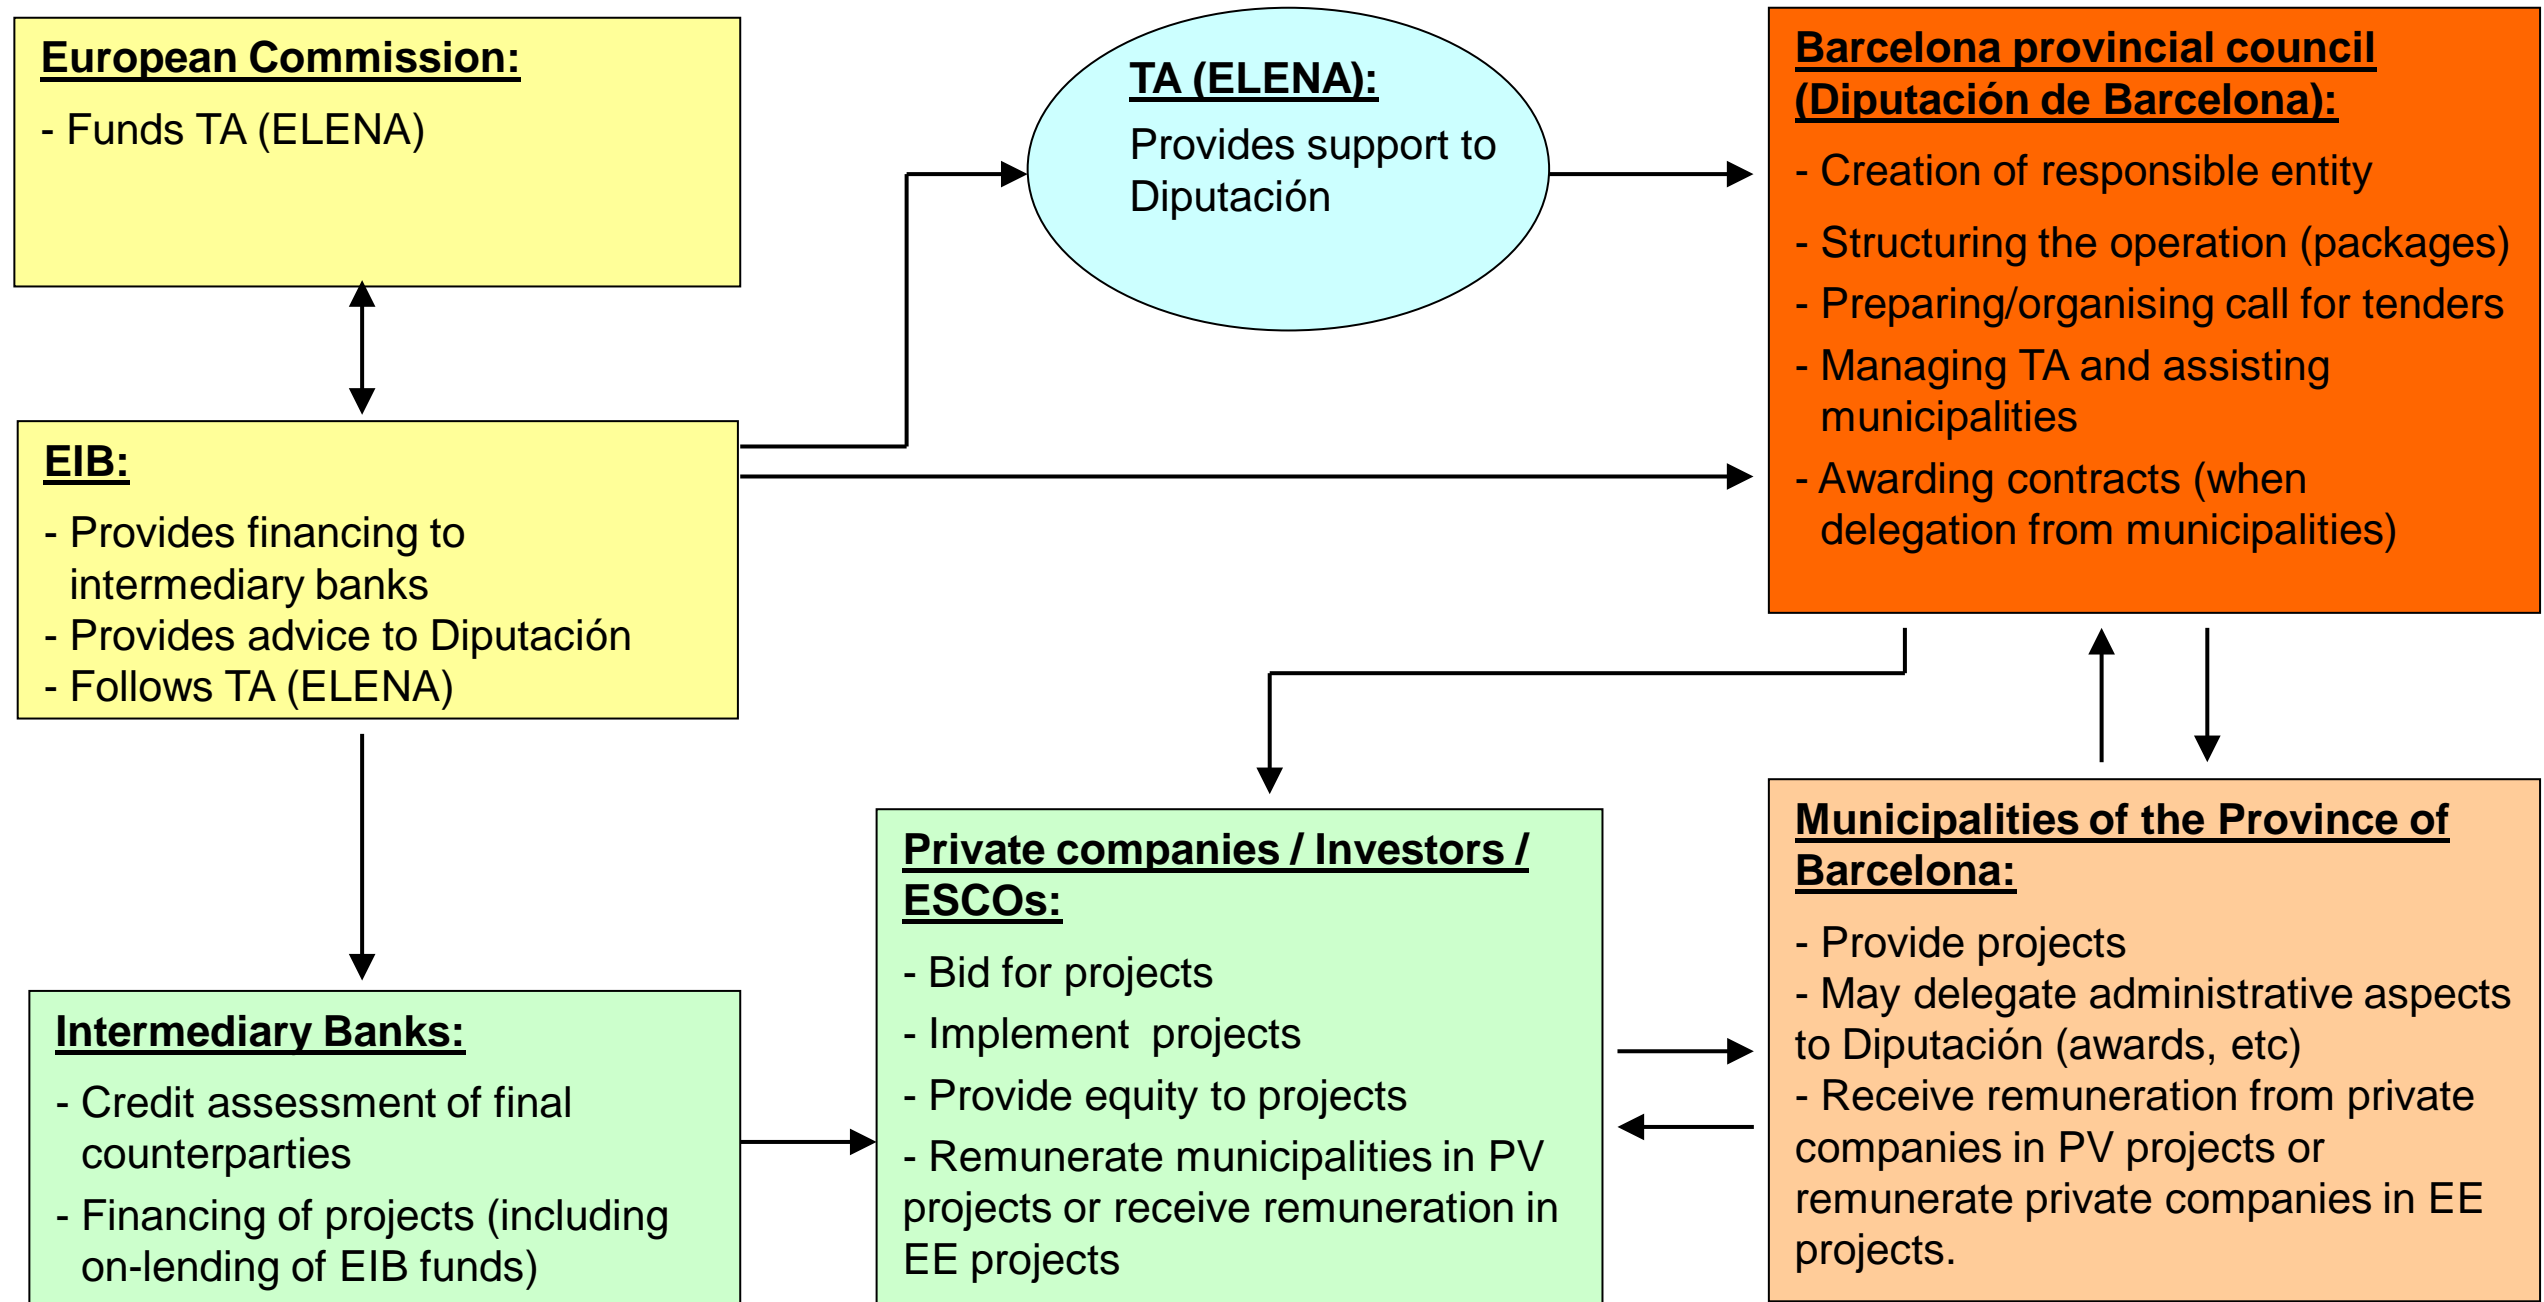 European Commission:
- Funds TA (ELENA)
TA (ELENA):
Provides support to
Diputación
Barcelona provincial council
(Diputación de Barcelona):
- Creation of responsible entity
- Structuring the operation (packages)
- Preparing/organising call for tenders
- Managing TA and assisting
municipalities
- Awarding contracts (when
delegation from municipalities)
EIB:
- Provides financing to
intermediary banks
- Provides advice to Diputación
- Follows TA (ELENA)
Intermediary Banks:
- Credit assessment of final
counterparties
- Financing of projects (including
on-lending of EIB funds)
Private companies / Investors /
ESCOs:
- Bid for projects
- Implement  projects
- Provide equity to projects
- Remunerate municipalities in PV
projects or receive remuneration in
EE projects
Municipalities of the Province of
Barcelona:
- Provide projects
- May delegate administrative aspects
to Diputación (awards, etc)
- Receive remuneration from private
companies in PV projects or
remunerate private companies in EE
projects.